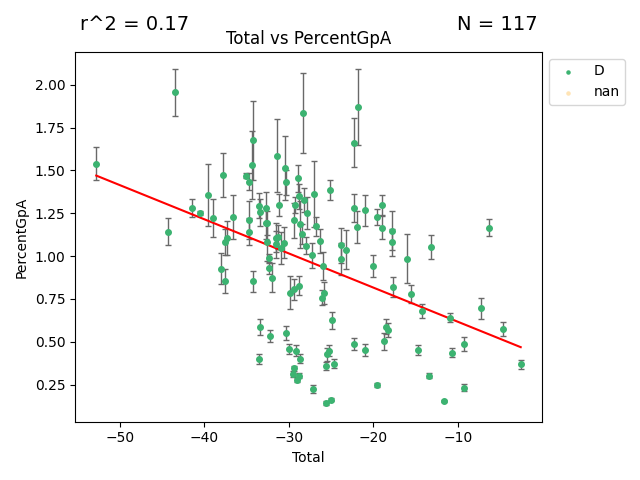 r^2 = 0.17
N = 117
Total vs PercentGpA
D
nan
PercentGpA
2.00
1.75
1.50
1.25
1.00
0.75
0.50
0.25
−50
−40
−30
−20
−10
Total